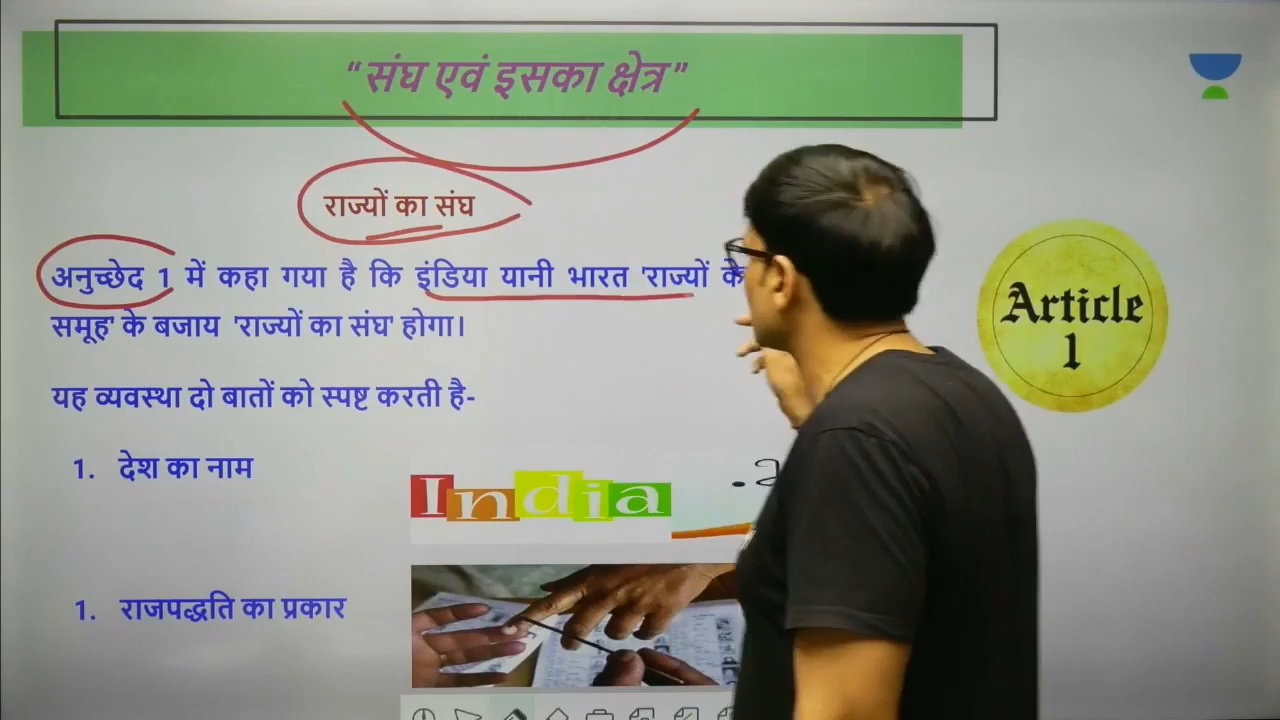 “संघ एवं इसका क्षेत्र”
राज्यों का संघ
अनुच्छेद 1 में कहा गया है कि इंडिया यानी भारत 'राज्यों के
समूह' के बजाय 'राज्यों का संघ' होगा।
Article
1
यह व्यवस्था दो बातों को स्पष्ट करती है-
1. देश का नाम
India
1. राजपद्धति का प्रकार